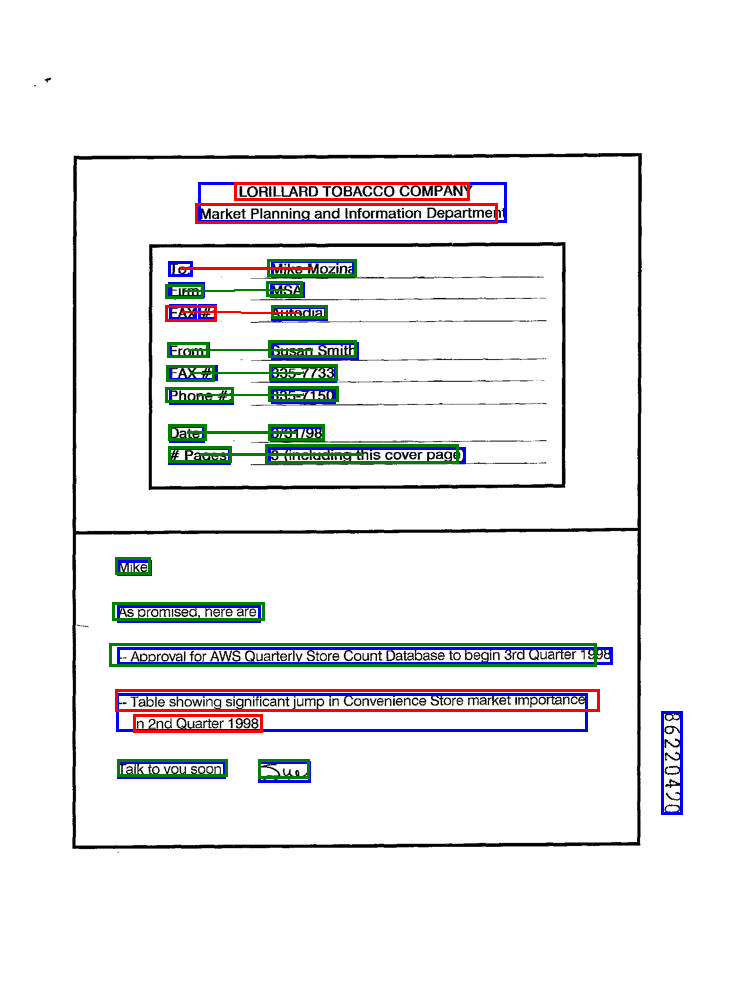 LORILLARD TOBACCO COMPANY
Market Planning and Information Department
To: Mike Mozina
Firm: MSA
FAX #: Autodial
From: Susan Smith
FAX #: 335-7733
Phone #: 335-7150
Date: 8/31/98
# Pages: 3 (including this cover page)
Mike
As promised, here are
-- Approval for AWS Quarterly Store Count Database to begin 3rd Quarter 1998
-- Table showing significant jump in Convenience Store market importance
in 2nd Quarter 1998
Talk to you soon
Sue